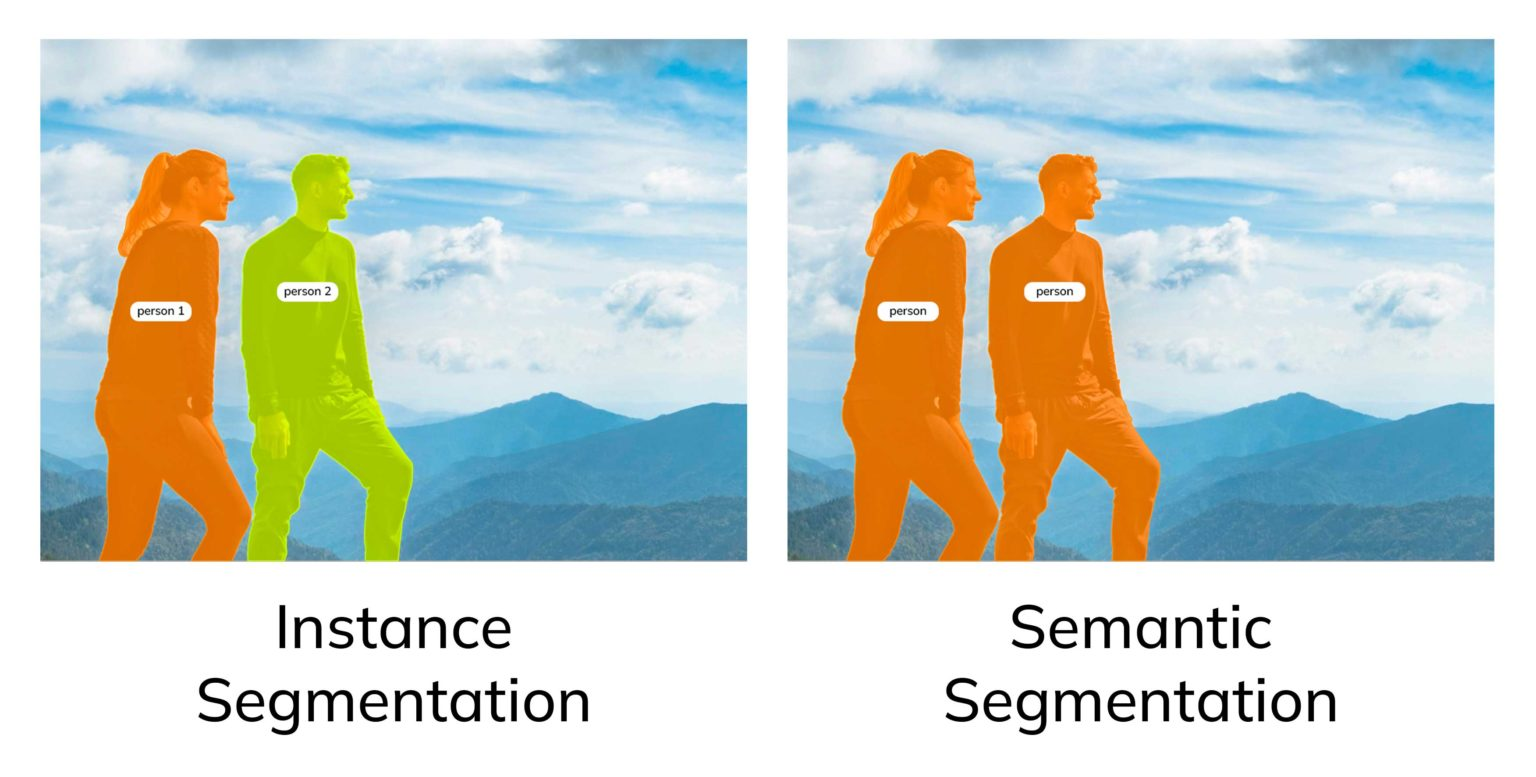 person 1
person 2
person
person
Instance
Segmentation
Semantic
Segmentation